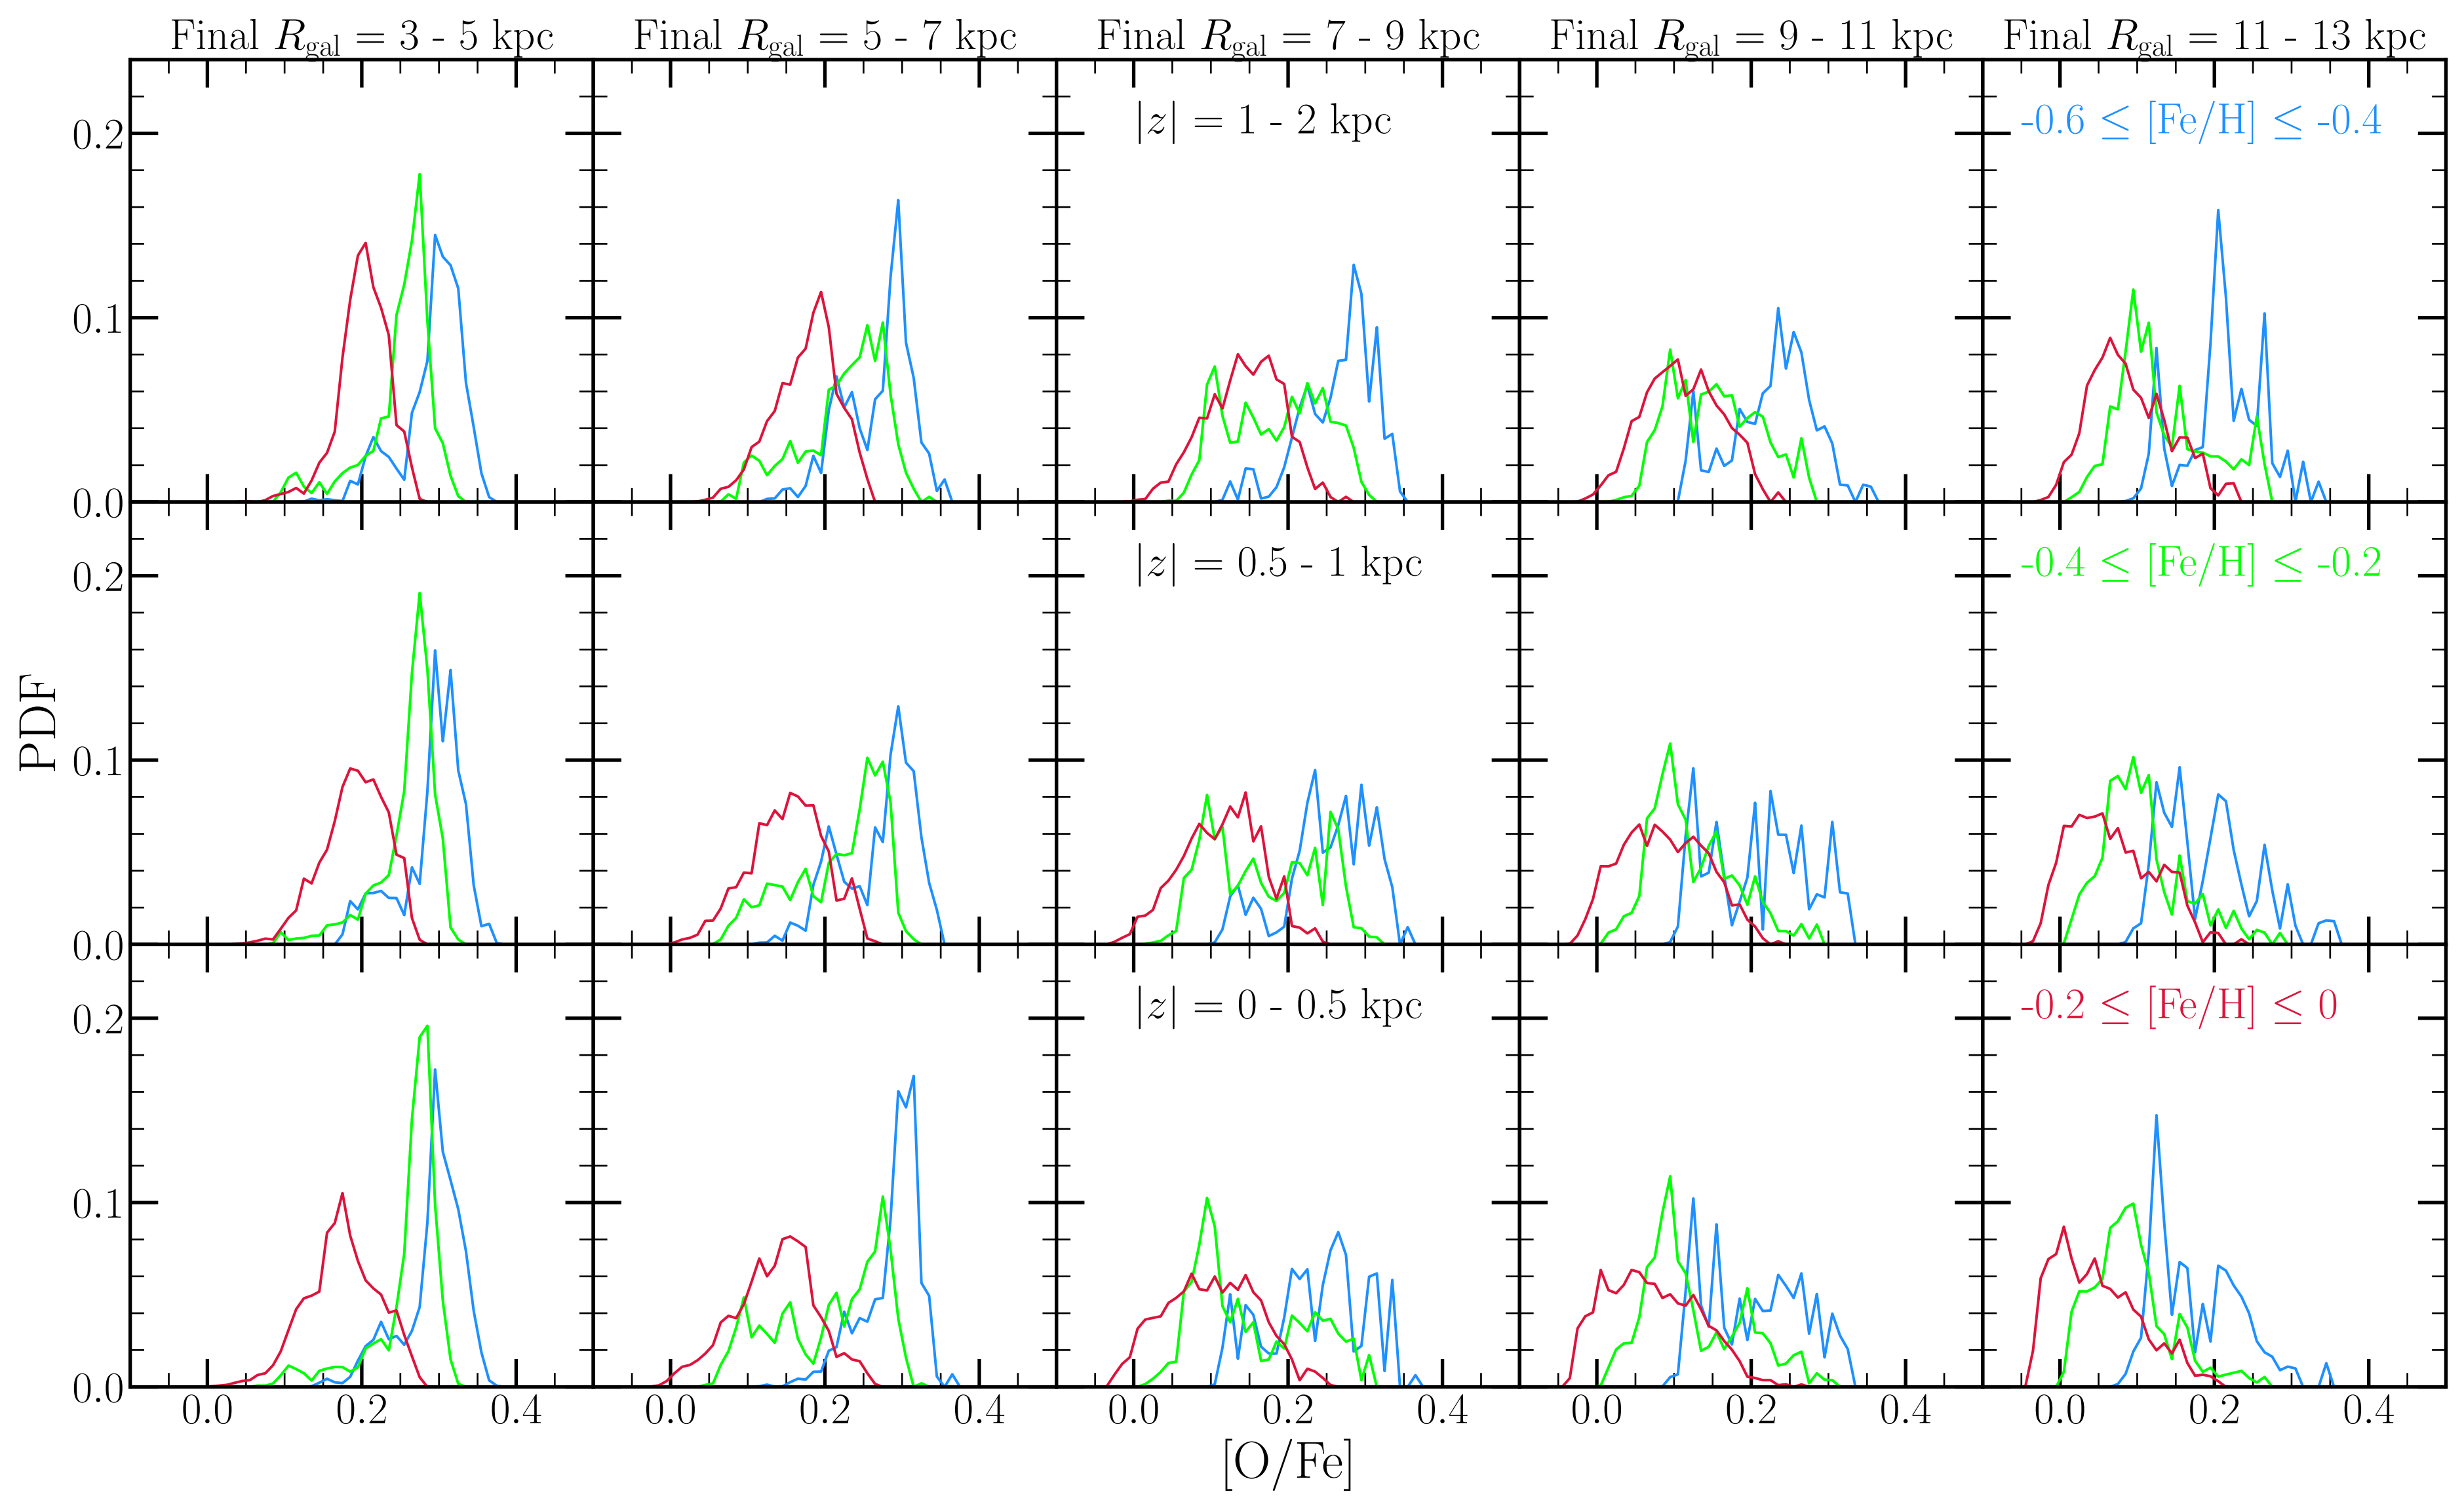 Final R_gal = 3 - 5 kpc
Final R_gal = 5 - 7 kpc
Final R_gal = 7 - 9 kpc
Final R_gal = 9 - 11 kpc
Final R_gal = 11 - 13 kpc
|z| = 1 - 2 kpc
-0.6 ≤ [Fe/H] ≤ -0.4
0.2
0.1
0.0
|z| = 0.5 - 1 kpc
-0.4 ≤ [Fe/H] ≤ -0.2
0.2
0.1
0.0
PDF
|z| = 0 - 0.5 kpc
-0.2 ≤ [Fe/H] ≤ 0
0.2
0.1
0.0
0.0 0.2 0.4 0.0 0.2 0.4 0.0 0.2 0.4 0.0 0.2 0.4 0.0 0.2 0.4
[O/Fe]